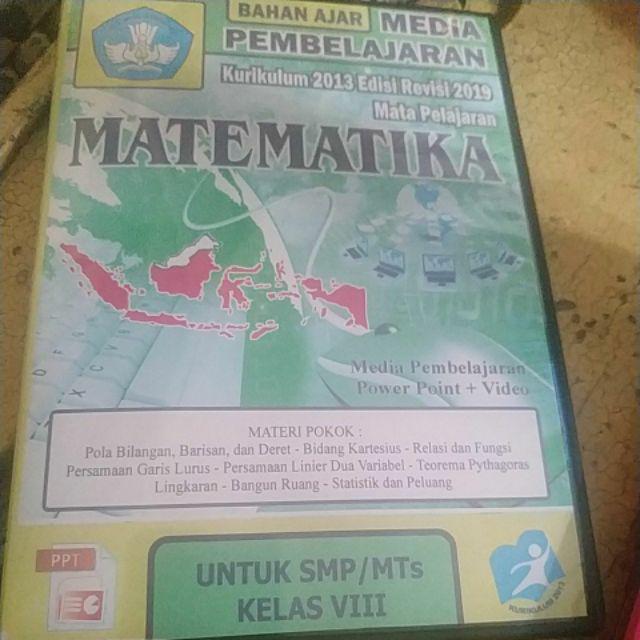 BAHAN AJAR MEDIA
PEMBELAJARAN
Kurikulum 2013 Edisi Revisi 2019
Mata Pelajaran
MATEMATIKA
Media Pembelajaran
Power Point + Video
MATERI POKOK :
Pola Bilangan, Barisan, dan Deret - Bidang Kartesius - Relasi dan Fungsi
Persamaan Garis Lurus - Persamaan Linier Dua Variabel - Teorema Pythagoras
Lingkaran - Bangun Ruang - Statistik dan Peluang
PPT
UNTUK SMP/MTs
KELAS VIII
KURIKULUM 2013